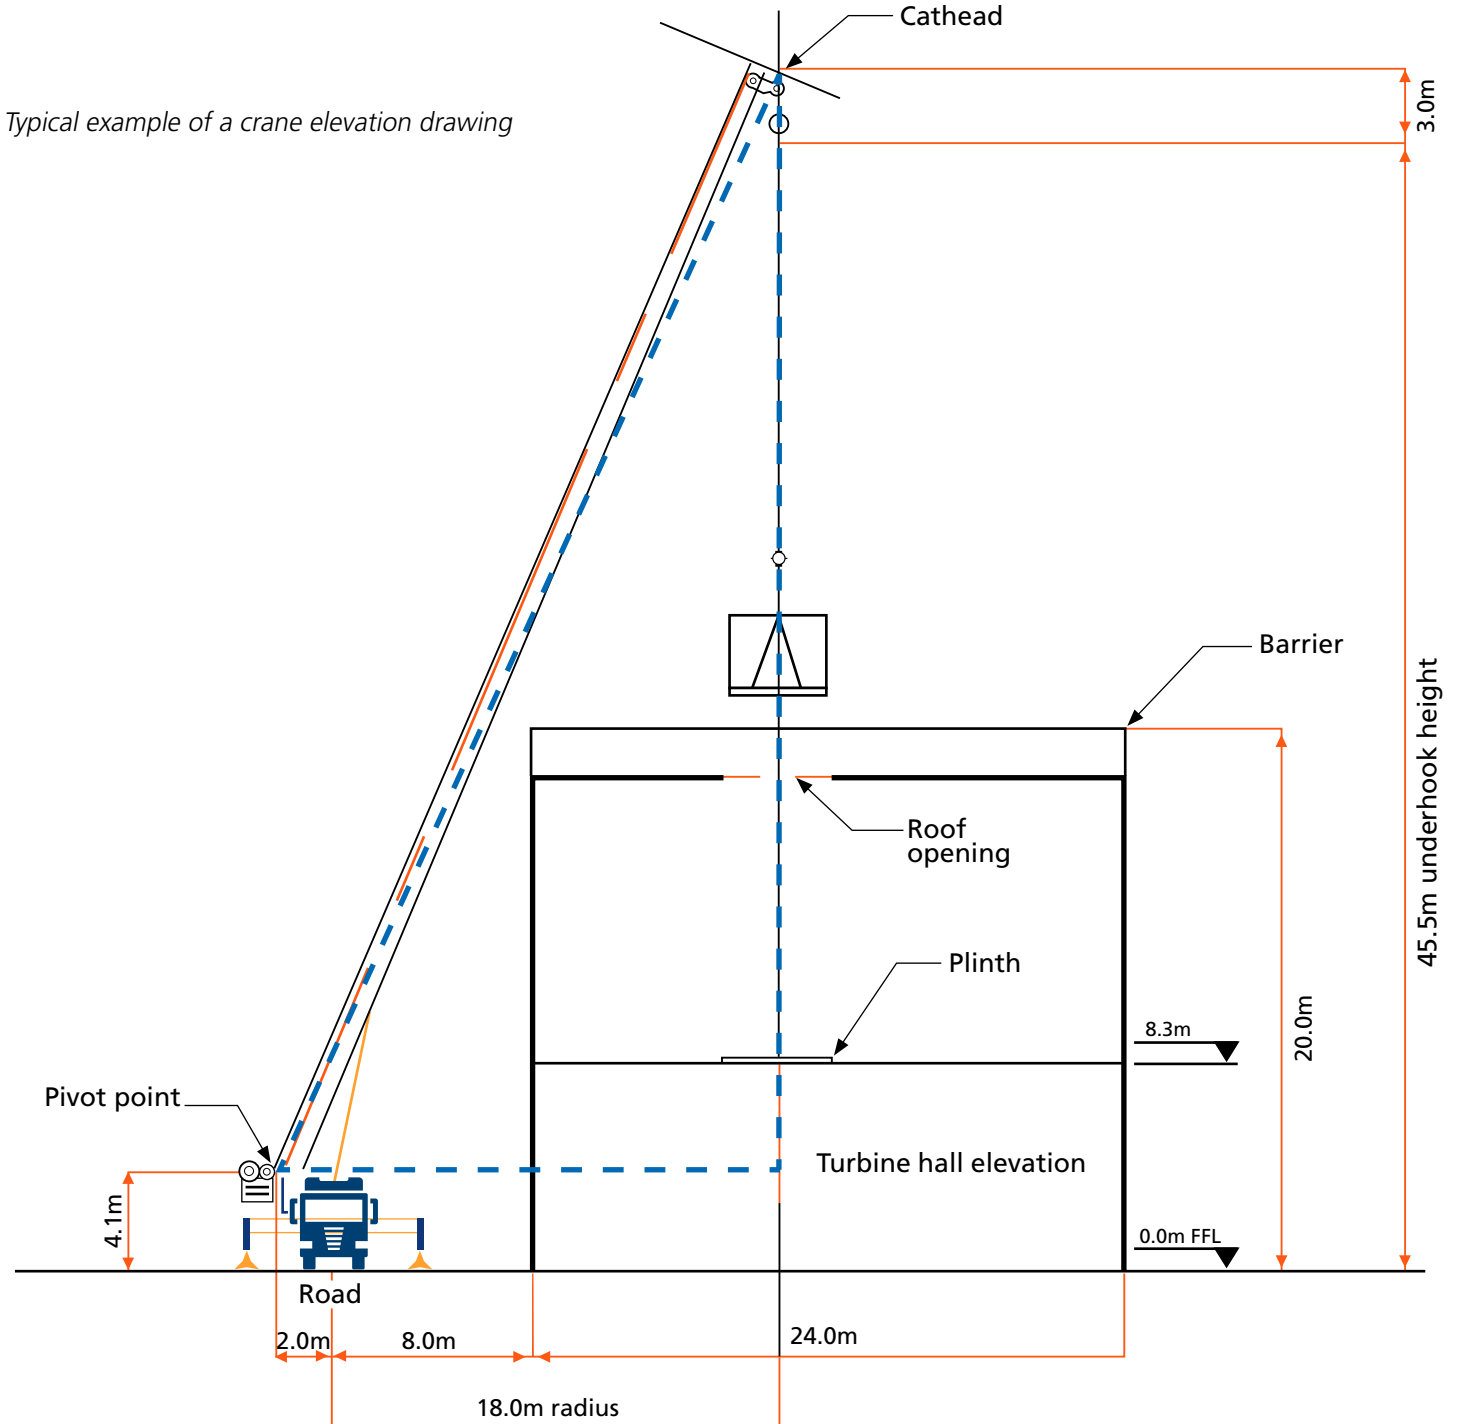 Cathead
3.0m
Typical example of a crane elevation drawing
Barrier
45.5m underhook height
Roof
opening
Plinth
20.0m
8.3m
Pivot point
Turbine hall elevation
4.1m
0.0m FFL
Road
2.0m
8.0m
24.0m
18.0m radius